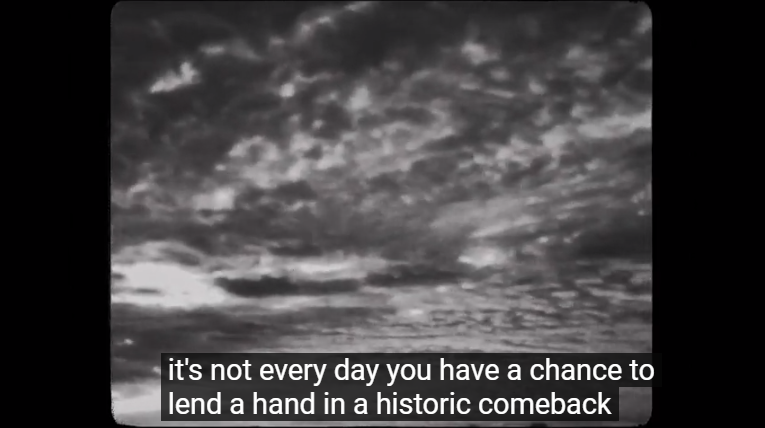 it's not every day you have a chance to
lend a hand in a historic comeback